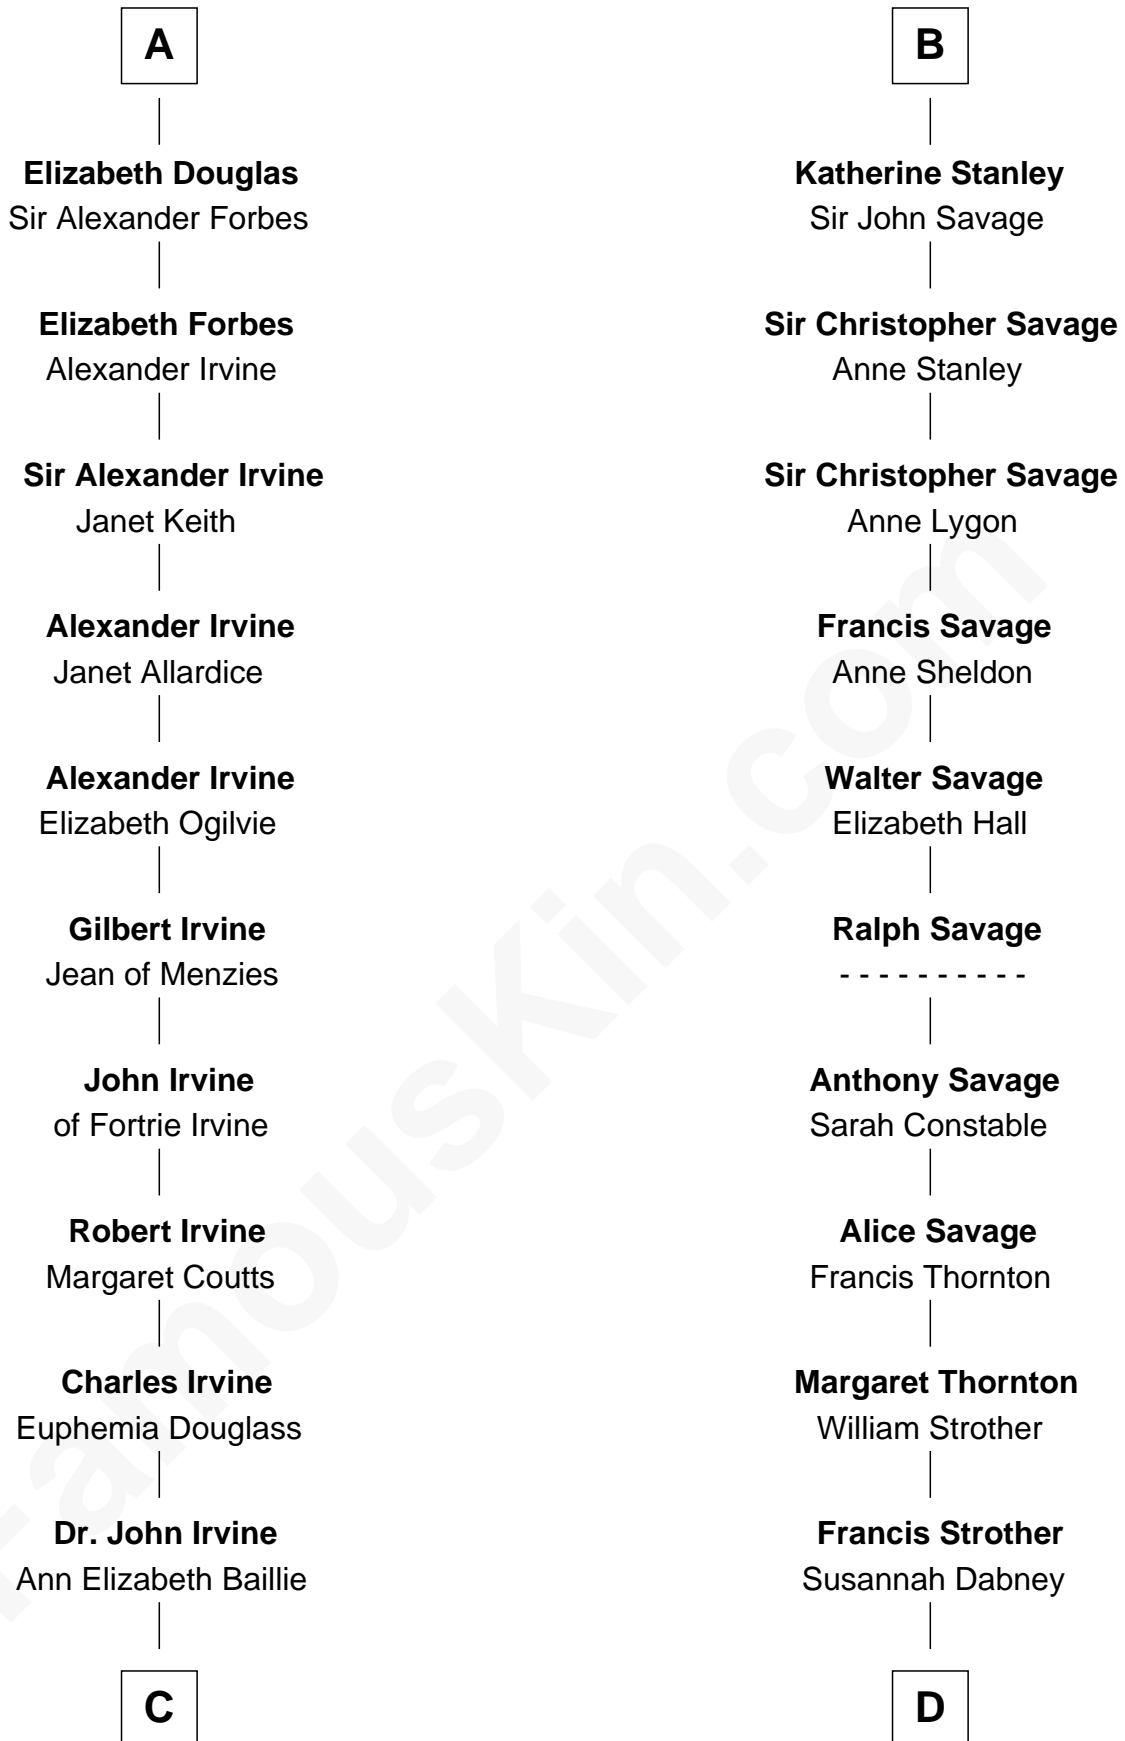 A
Elizabeth Douglas
Sir Alexander Forbes
Elizabeth Forbes
Alexander Irvine
Sir Alexander Irvine
Janet Keith
Alexander Irvine
Janet Allardice
Alexander Irvine
Elizabeth Ogilvie
Gilbert Irvine
Jean of Menzies
John Irvine
of Fortrie Irvine
Robert Irvine
Margaret Coutts
Charles Irvine
Euphemia Douglass
Dr. John Irvine
Ann Elizabeth Baillie
C
B
Katherine Stanley
Sir John Savage
Sir Christopher Savage
Anne Stanley
Sir Christopher Savage
Anne Lygon
Francis Savage
Anne Sheldon
Walter Savage
Elizabeth Hall
Ralph Savage
- - - - - - - - - -
Anthony Savage
Sarah Constable
Alice Savage
Francis Thornton
Margaret Thornton
William Strother
Francis Strother
Susannah Dabney
D
FamousKin.com